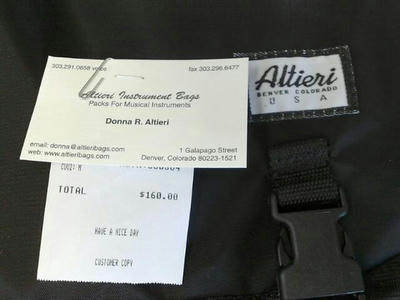 303.291.0658 voice
fax 303.296.6477
Altieri Instrument Bags
Packs For Musical Instruments
Donna R. Altieri
email: donna@altieribags.com
web: www.altieribags.com
1 Galapago Street
Denver, Colorado 80223-1521
Altieri
DENVER COLORADO
U S A
TOTAL $160.00
HAVE A NICE DAY
CUSTOMER COPY